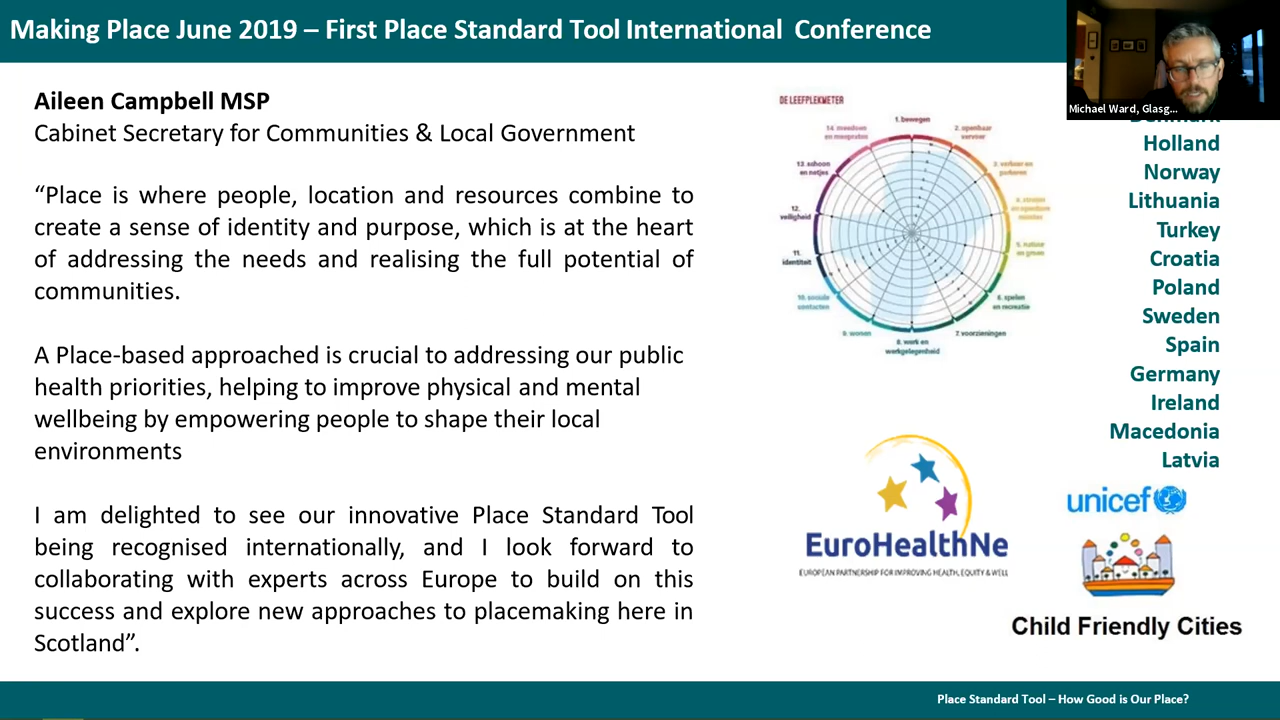 Making Place June 2019 – First Place Standard Tool International Conference
Michael Ward, Glasg...
Aileen Campbell MSP
Cabinet Secretary for Communities & Local Government
“Place is where people, location and resources combine to
create a sense of identity and purpose, which is at the heart
of addressing the needs and realising the full potential of
communities.
A Place-based approached is crucial to addressing our public
health priorities, helping to improve physical and mental
wellbeing by empowering people to shape their local
environments
I am delighted to see our innovative Place Standard Tool
being recognised internationally, and I look forward to
collaborating with experts across Europe to build on this
success and explore new approaches to placemaking here in
Scotland”.
DE LEEFPLEKMETER
1. bewegen
2. openbaar
vervoer
3. verkeer en
parkeren
5. natuur
en groen
6. spelen
en recreatie
7. voorzieningen
8. werk en
werkgelegenheid
9. wonen
10. sociale
contacten
11.
identiteit
12.
veiligheid
13. schoon
en netjes
14. meedoen
en meepraten
Denmark
Holland
Norway
Lithuania
Turkey
Croatia
Poland
Sweden
Spain
Germany
Ireland
Macedonia
Latvia
EuroHealthNe
EUROPEAN PARTNERSHIP FOR IMPROVING HEALTH, EQUITY & WELL
unicef
Child Friendly Cities
Place Standard Tool – How Good is Our Place?